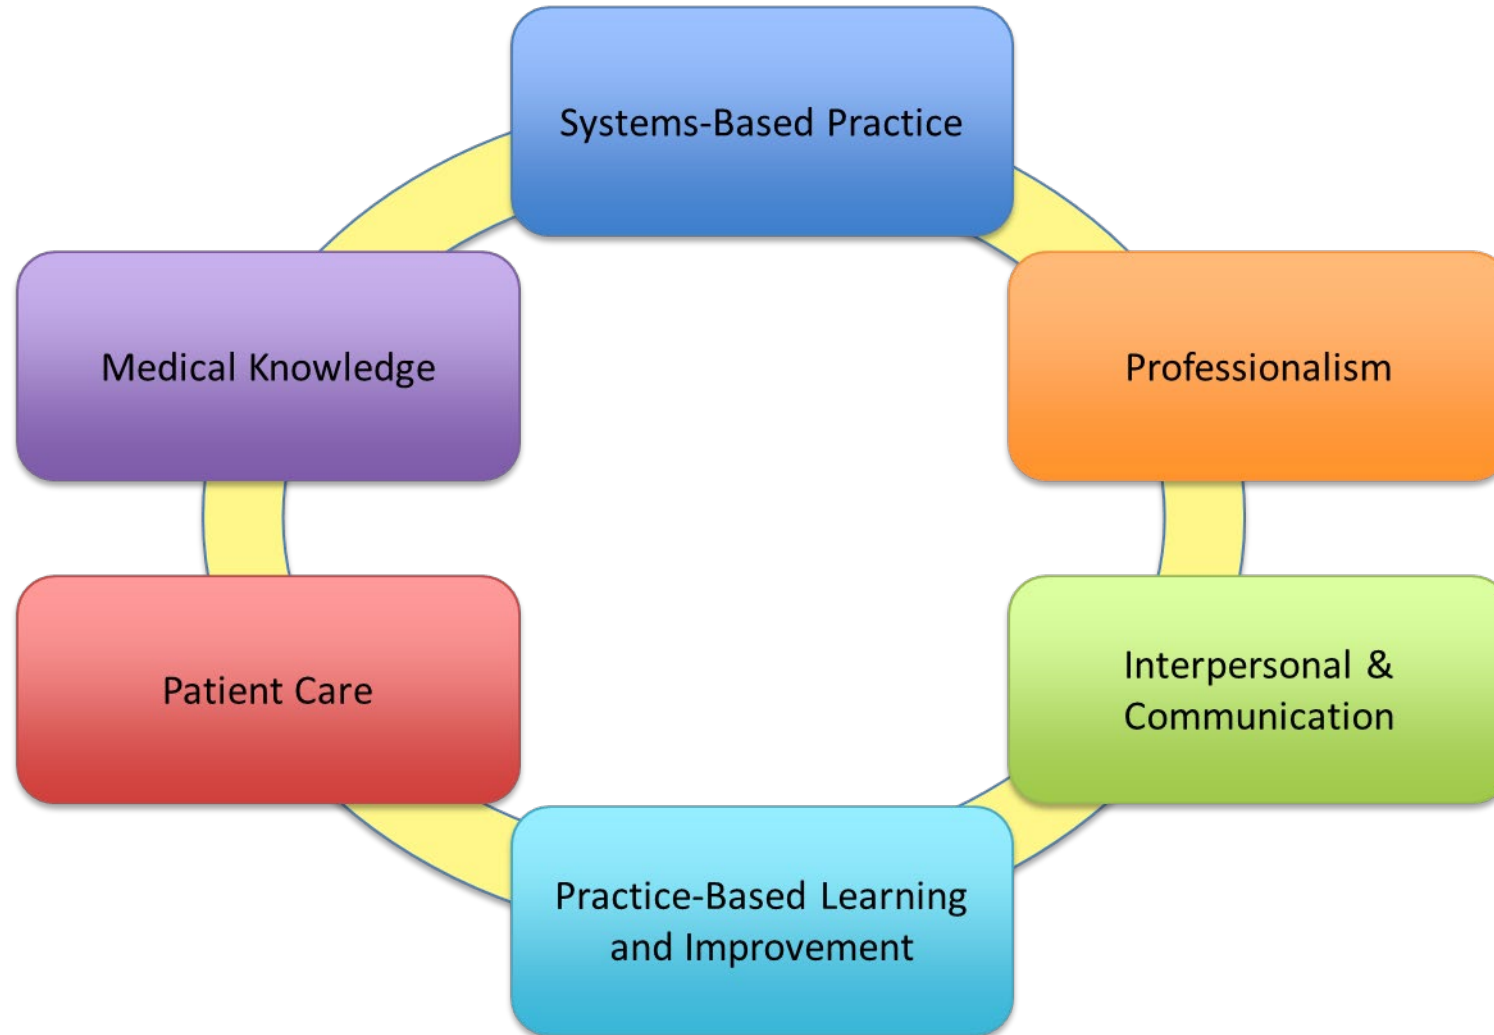 Systems-Based Practice
Medical Knowledge
Professionalism
Patient Care
Interpersonal &
Communication
Practice-Based Learning
and Improvement